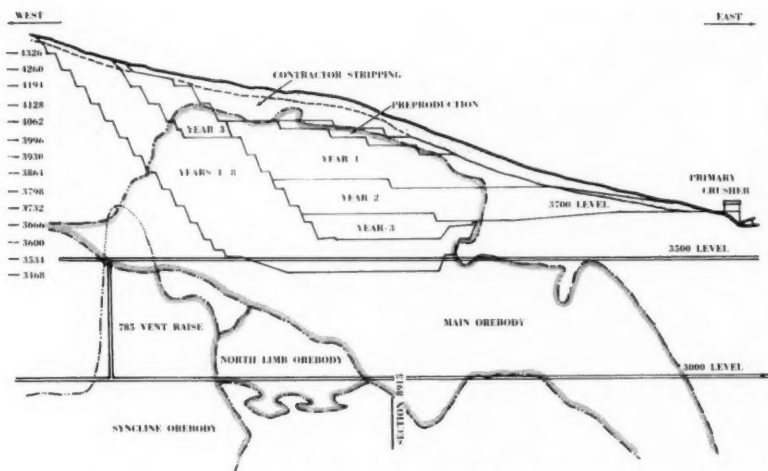 WEST
EAST
4326
4260
4194
4128
4062
3996
3930
3864
3798
3732
3666
3600
3534
3468
CONTRACTOR STRIPPING
PREPRODUCTION
YEAR 3
YEAR 1
YEARS 4-8
YEAR 2
YEAR-3
PRIMARY
CRUSHER
3700 LEVEL
3500 LEVEL
785 VENT RAISE
MAIN OREBODY
NORTH LIMB OREBODY
3000 LEVEL
SECTION 8915
SYNCLINE OREBODY